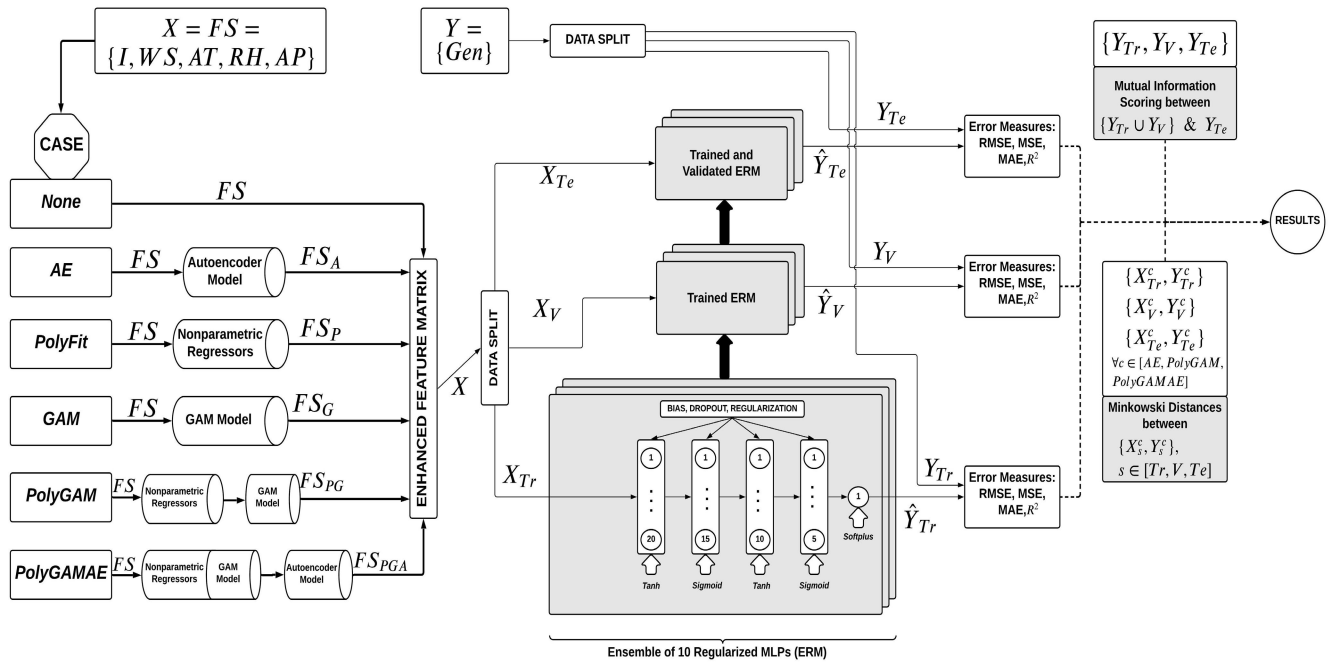 X = FS =
{I, WS, AT, RH, AP}
CASE
None
FS
AE
FS
Autoencoder
Model
FS_A
PolyFit
FS
Nonparametric
Regressors
FS_P
GAM
FS
GAM Model
FS_G
PolyGAM
FS
Nonparametric
Regressors
GAM
Model
FS_PG
PolyGAMAE
FS
Nonparametric
Regressors
GAM
Model
Autoencoder
Model
FS_PGA
ENHANCED FEATURE MATRIX
X
DATA SPLIT
Y =
{Gen}
DATA SPLIT
X_Te
Trained and
Validated ERM
Y_Te
Ŷ_Te
Error Measures:
RMSE, MSE,
MAE,R²
X_V
Trained ERM
Y_V
Ŷ_V
Error Measures:
RMSE, MSE,
MAE,R²
X_Tr
BIAS, DROPOUT, REGULARIZATION
1 1 1 1
20 15 10 5
1
Softplus
Tanh Sigmoid Tanh Sigmoid
Y_Tr
Ŷ_Tr
Error Measures:
RMSE, MSE,
MAE,R²
Ensemble of 10 Regularized MLPs (ERM)
{Y_Tr, Y_V, Y_Te}
Mutual Information
Scoring between
{Y_Tr ∪ Y_V} & Y_Te
RESULTS
{X^c_Tr, Y^c_Tr}
{X^c_V, Y^c_V}
{X^c_Te, Y^c_Te}
∀c ∈ [AE, PolyGAM,
PolyGAMAE]
Minkowski Distances
between
{X^c_s, Y^c_s},
s ∈ [Tr, V, Te]